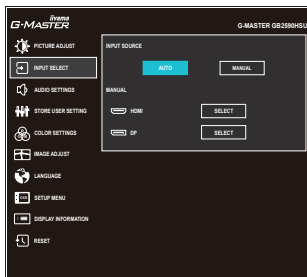 iiyama
G-MASTER
G-MASTER GB2590HSU
PICTURE ADJUST
INPUT SELECT
AUDIO SETTINGS
STORE USER SETTING
COLOR SETTINGS
IMAGE ADJUST
LANGUAGE
OSD
SETUP MENU
DISPLAY INFORMATION
RESET
INPUT SOURCE
AUTO
MANUAL
MANUAL
HDMI
SELECT
DP
SELECT